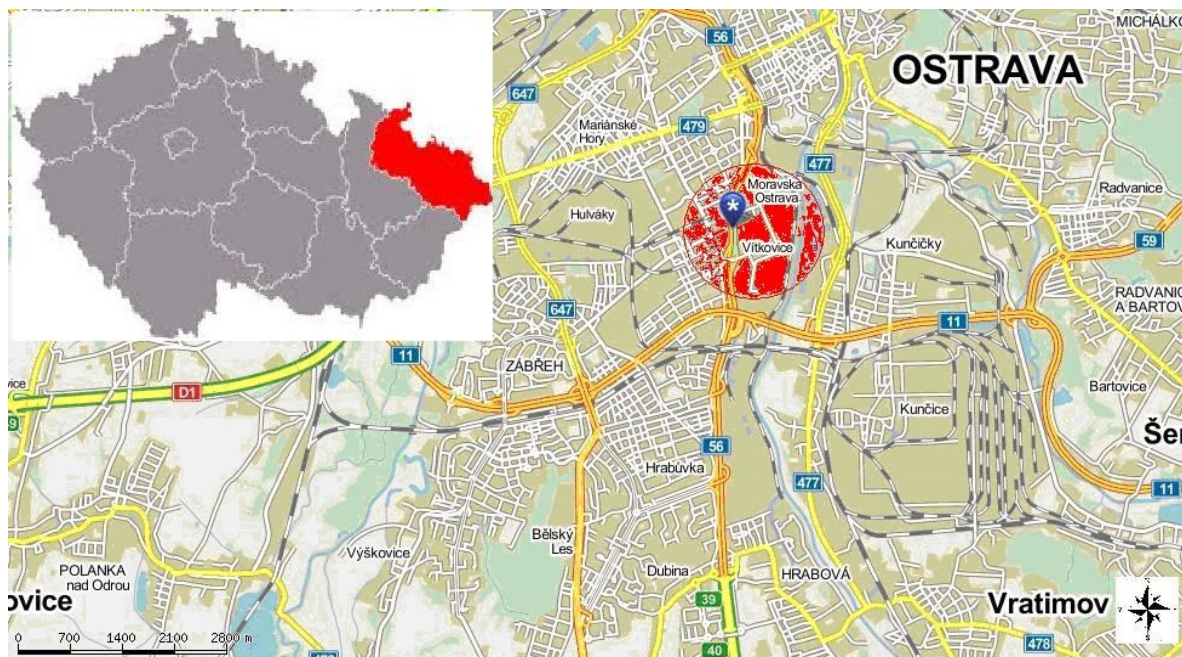 56
MICHÁLKO
OSTRAVA
647
Mariánské
Hory
479
477
Moravská
Ostrava
Radvanice
Hulváky
*
Vítkovice
Kunčičky
59
RADVANIC
A BARTOV
647
11
11
ZÁBŘEH
D1
Bartovice
Kunčice
Šen
56
Hrabůvka
477
11
Bělský
Les
Výškovice
POLANKA
nad Odrou
Dubina
HRABOVÁ
39
ovice
Vratimov
0 700 1400 2100 2800 m
40
478